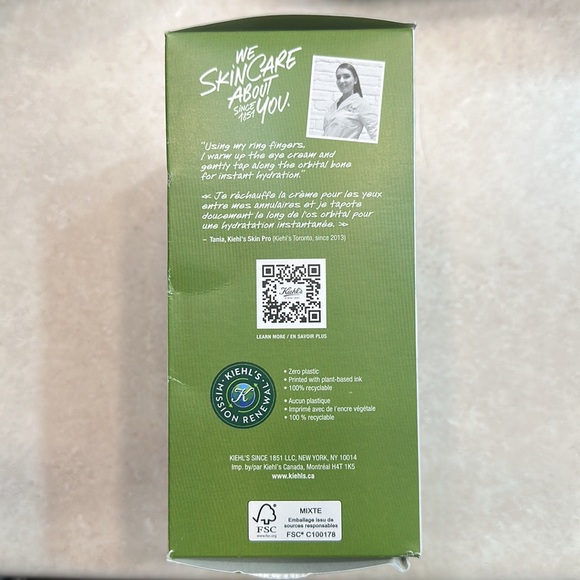 WE
SKINCARE
ABOUT
SINCE
1851 YOU.
"Using my ring fingers,
I warm up the eye cream and
gently tap along the orbital bone
for instant hydration."
« Je réchauffe la crème pour les yeux
entre mes annulaires et je tapote
doucement le long de l'os orbital pour
une hydratation instantanée. »
– Tania, Kiehl's Skin Pro (Kiehl's Toronto, since 2013)
Kiehl's
LEARN MORE / EN SAVOIR PLUS
• KIEHL'S •
K
MISSION RENEWAL
• Zero plastic
• Printed with plant-based ink
• 100% recyclable
• Aucun plastique
• Imprimé avec de l'encre végétale
• 100 % recyclable
KIEHL'S SINCE 1851 LLC, NEW YORK, NY 10014
Imp. by/par Kiehl's Canada, Montréal H4T 1K5
www.kiehls.ca
FSC
www.fsc.org
MIXTE
Emballage issu de
sources responsables
FSC® C100178